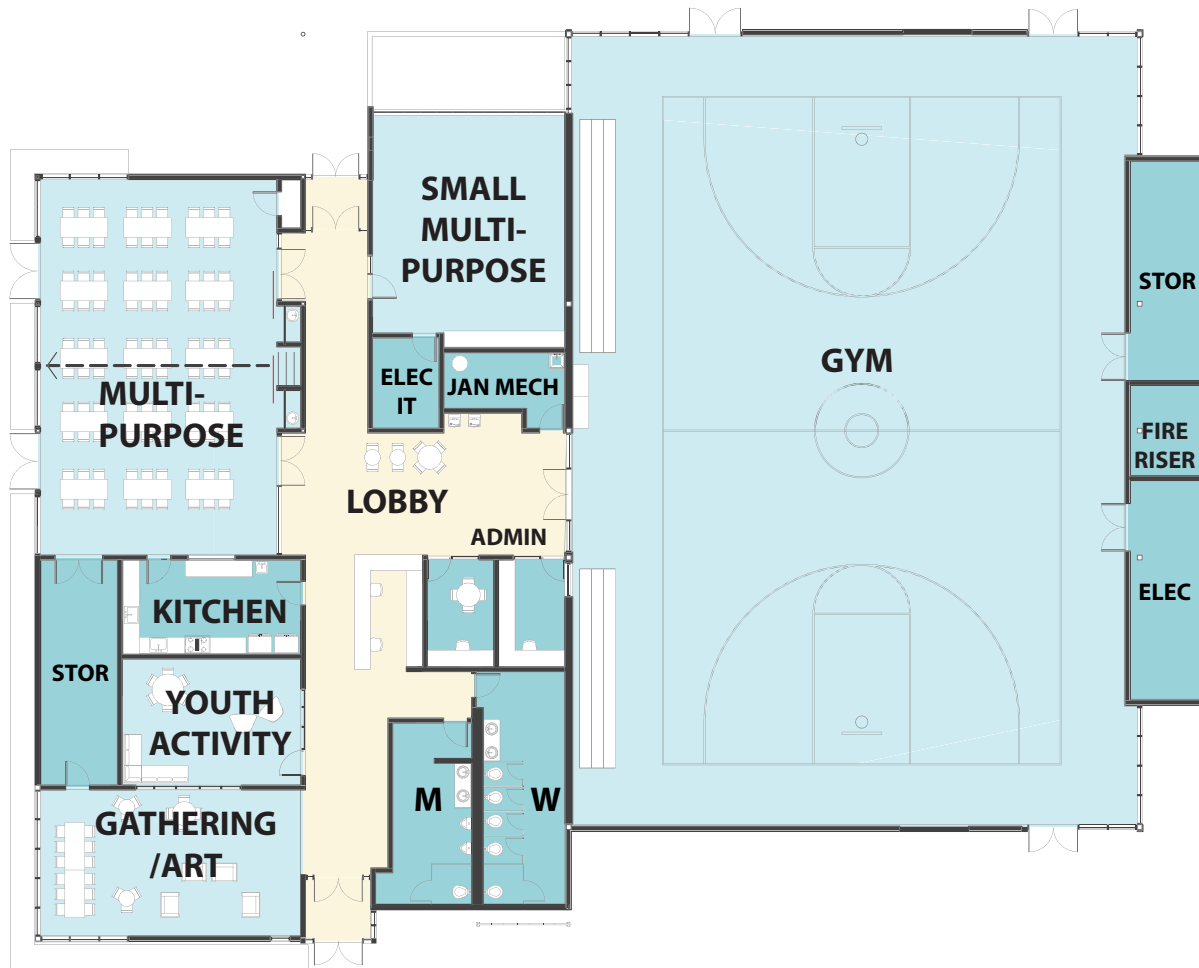 SMALL
MULTI-
PURPOSE
STOR
GYM
ELEC
IT
JAN MECH
MULTI-
PURPOSE
FIRE
RISER
LOBBY
ADMIN
ELEC
KITCHEN
STOR
YOUTH
ACTIVITY
M
W
GATHERING
/ART